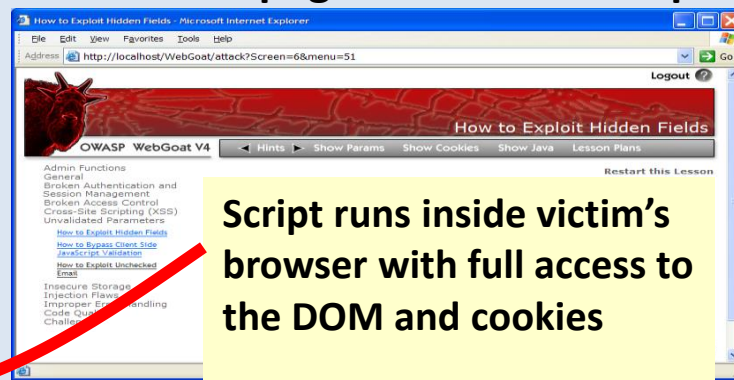 How to Exploit Hidden Fields - Microsoft Internet Explorer
File Edit View Favorites Tools Help
Address http://localhost/WebGoat/attack?Screen=6&menu=51 Go
Logout ?
How to Exploit Hidden Fields
OWASP WebGoat V4 Hints Show Params Show Cookies Show Java Lesson Plans
Restart this Lesson
Admin Functions
General
Broken Authentication and
Session Management
Broken Access Control
Cross-Site Scripting (XSS)
Unvalidated Parameters
How to Exploit Hidden Fields
How to Bypass Client Side
JavaScript Validation
How to Exploit Unchecked
Email
Insecure Storage
Injection Flaws
Improper Error Handling
Code
Script runs inside victim's
browser with full access to
the DOM and cookies